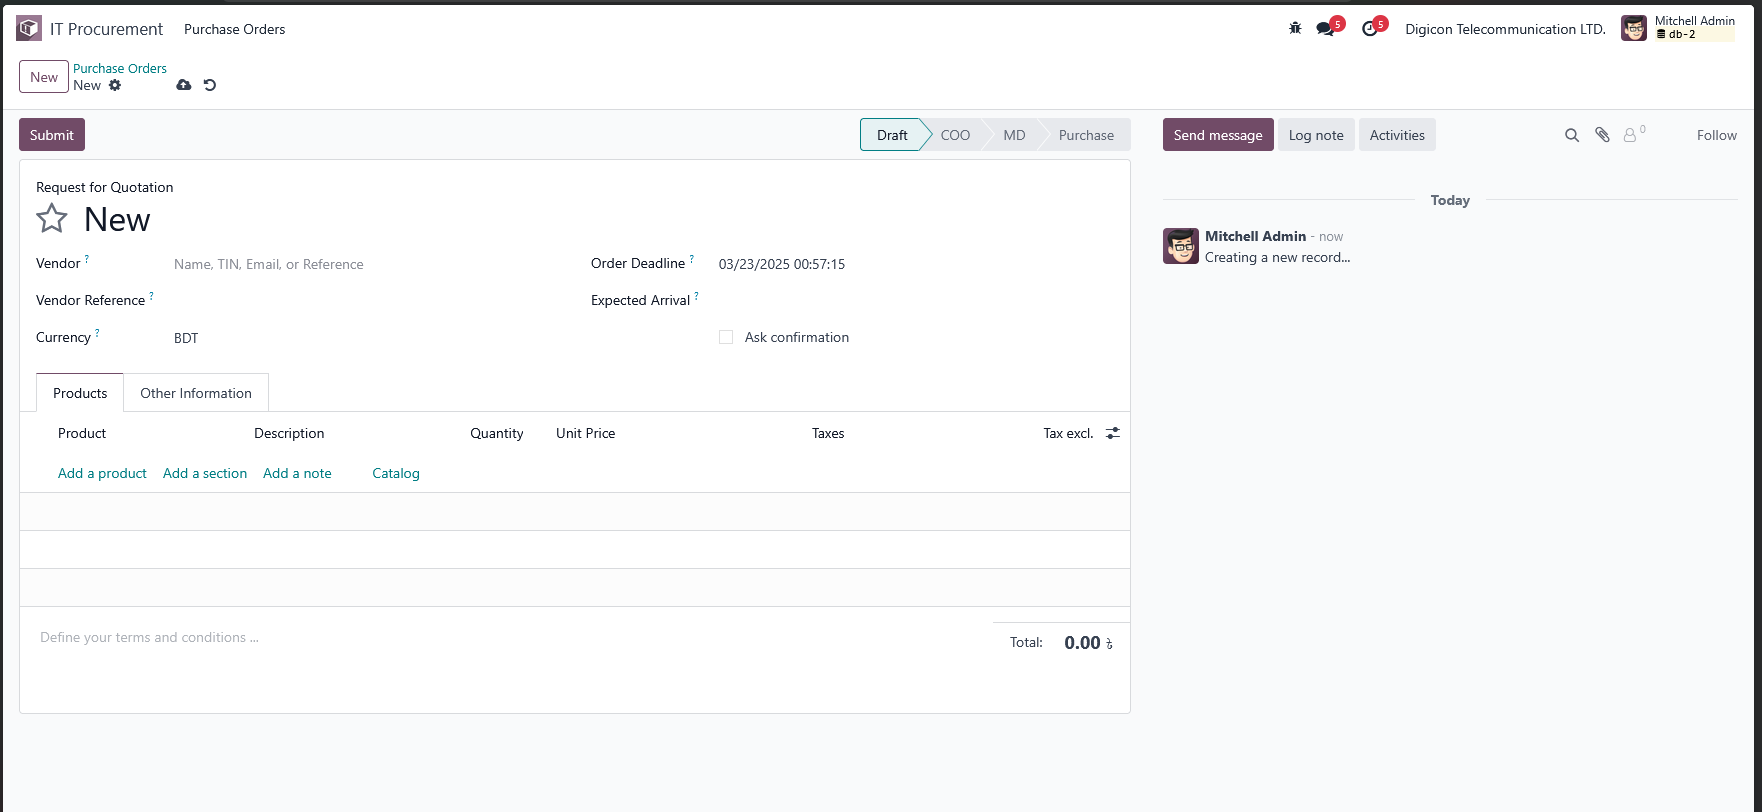 IT Procurement Purchase Orders 5 5 Digicon Telecommunication LTD. Mitchell Admin
db-2
New Purchase Orders
New
Submit Draft COO MD Purchase Send message Log note Activities 0 Follow
Request for Quotation
New
Today
Mitchell Admin - now
Creating a new record...
Vendor ? Name, TIN, Email, or Reference Order Deadline ? 03/23/2025 00:57:15
Vendor Reference ? Expected Arrival ?
Currency ? BDT Ask confirmation
Products Other Information
Product Description Quantity Unit Price Taxes Tax excl.
Add a product Add a section Add a note Catalog
Define your terms and conditions ... Total: 0.00 ৳